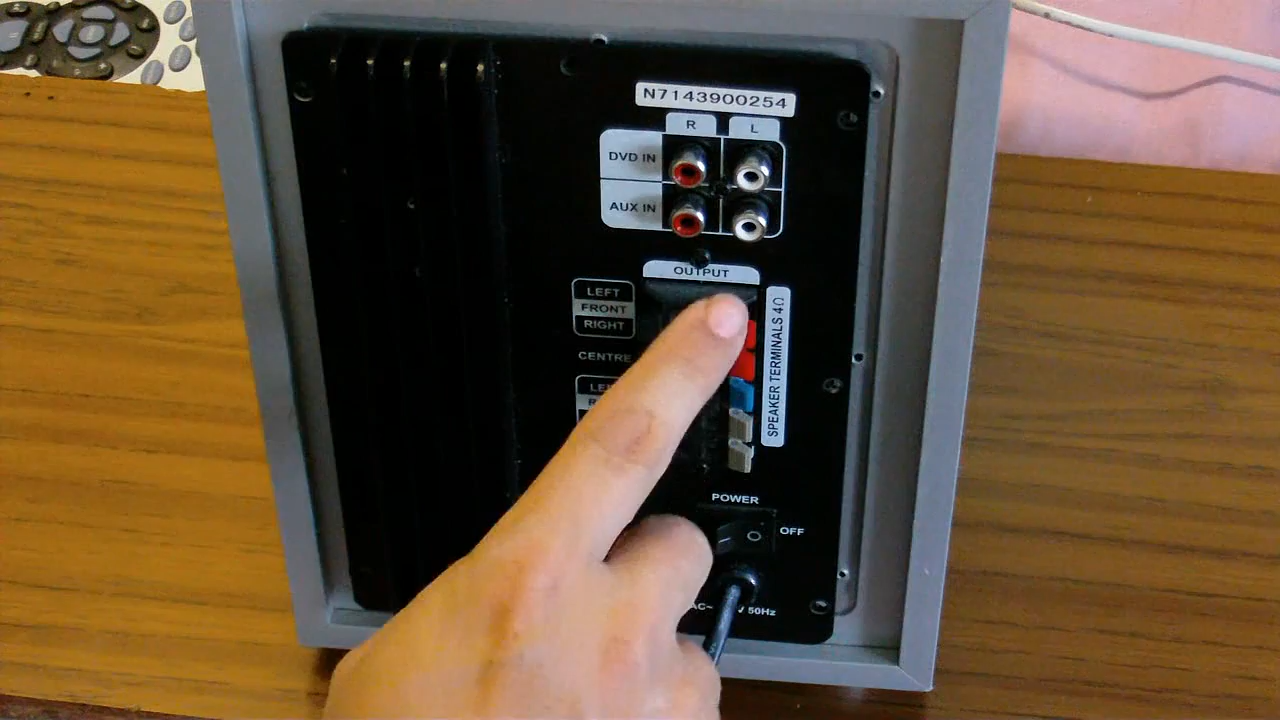 N7143900254
R L
DVD IN
AUX IN
OUTPUT
LEFT
FRONT
RIGHT
CENTRE
SPEAKER TERMINALS 4Ω
POWER
OFF
50Hz